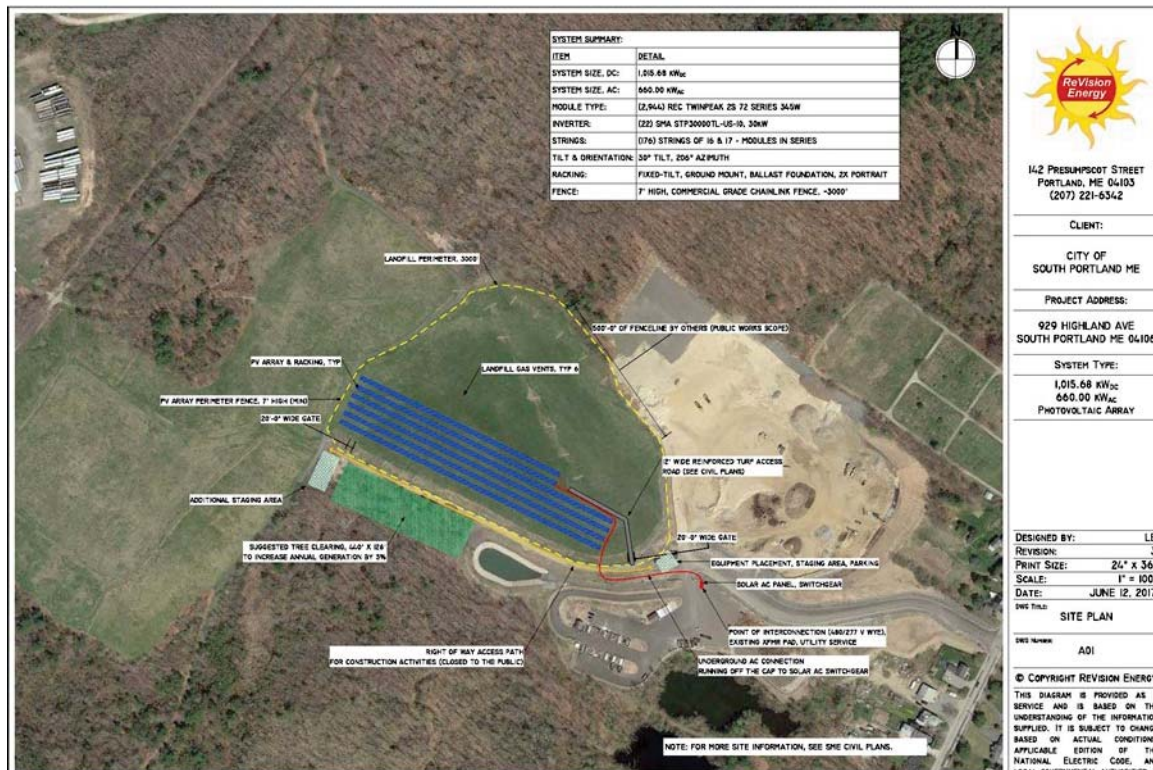 SYSTEM SUMMARY:
ITEM DETAIL
SYSTEM SIZE, DC: 1,015.68 KWDC
SYSTEM SIZE, AC: 660.00 KWAC
MODULE TYPE: (2,944) REC TWINPEAK 2S 72 SERIES 345W
INVERTER: (22) SMA STP30000TL-US-10, 30KW
STRINGS: (176) STRINGS OF 16 & 17 - MODULES IN SERIES
TILT & ORIENTATION: 30° TILT, 206° AZIMUTH
RACKING: FIXED-TILT, GROUND MOUNT, BALLAST FOUNDATION, 2X PORTRAIT
FENCE: 7' HIGH, COMMERCIAL GRADE CHAINLINK FENCE, ~3000'
N
LANDFILL PERIMETER, 3000'
500'-0" OF FENCELINE BY OTHERS (PUBLIC WORKS SCOPE)
PV ARRAY & RACKING, TYP
LANDFILL GAS VENTS, TYP 6
PV ARRAY PERIMETER FENCE, 7' HIGH (MIN)
20'-0" WIDE GATE
12' WIDE REINFORCED TURF ACCESS
ROAD (SEE CIVIL PLANS)
ADDITIONAL STAGING AREA
20'-0" WIDE GATE
SUGGESTED TREE CLEARING, 440' X 126'
TO INCREASE ANNUAL GENERATION BY 3%
EQUIPMENT PLACEMENT, STAGING AREA, PARKING
SOLAR AC PANEL, SWITCHGEAR
POINT OF INTERCONNECTION (480/277 V WYE),
EXISTING XFMR PAD, UTILITY SERVICE
RIGHT OF WAY ACCESS PATH
FOR CONSTRUCTION ACTIVITIES (CLOSED TO THE PUBLIC)
UNDERGROUND AC CONNECTION
RUNNING OFF THE CAP TO SOLAR AC SWITCHGEAR
NOTE: FOR MORE SITE INFORMATION, SEE SME CIVIL PLANS.
ReVision
Energy
142 PRESUMPSCOT STREET
PORTLAND, ME 04103
(207) 221-6342
CLIENT:
CITY OF
SOUTH PORTLAND ME
PROJECT ADDRESS:
929 HIGHLAND AVE
SOUTH PORTLAND ME 04106
SYSTEM TYPE:
1,015.68 KWDC
660.00 KWAC
PHOTOVOLTAIC ARRAY
DESIGNED BY:
REVISION:
PRINT SIZE: 24" X 36
SCALE: 1" = 100
DATE: JUNE 12, 2017
DWG TITLE:
SITE PLAN
DWG NUMBER:
A01
© COPYRIGHT REVISION ENERGY
THIS DIAGRAM IS PROVIDED AS
SERVICE AND IS BASED ON TH
UNDERSTANDING OF THE INFORMATIO
SUPPLIED. IT IS SUBJECT TO CHANG
BASED ON ACTUAL CONDITION
APPLICABLE EDITION OF TH
NATIONAL ELECTRIC CODE, AN